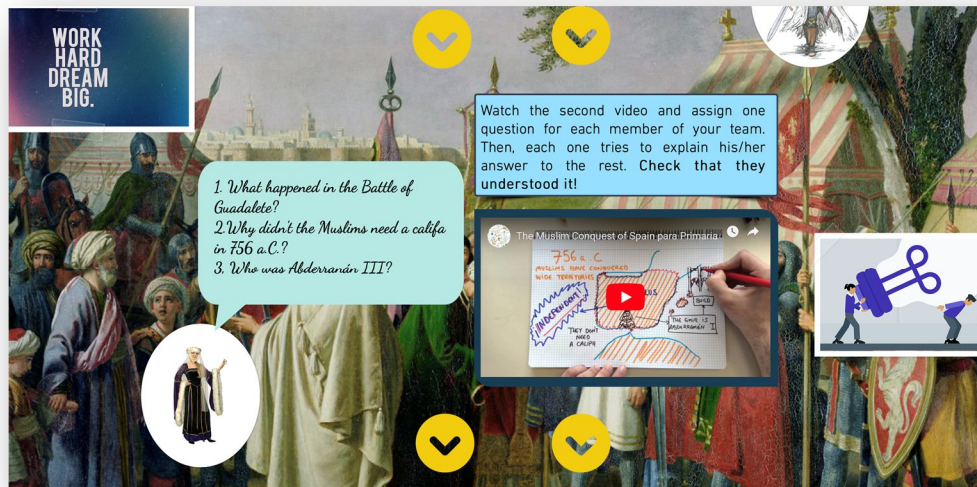 WORK
HARD
DREAM
BIG.
1. What happened in the Battle of
Guadalete?
2.Why didn't the Muslims need a califa
in 756 a.C.?
3. Who was Abderranán III?
Watch the second video and assign one
question for each member of your team.
Then, each one tries to explain his/her
answer to the rest. Check that they
understood it!
The Muslim Conquest of Spain para Primaria
756 a.C
MUSLIMS HAVE CONQUERED
WIDE TERRITORIES
¡INDEPENDENT!
THEY DON'T
NEED
A CALIPH
BUILD
THE EMIR IS
ABDERRAMÁN I